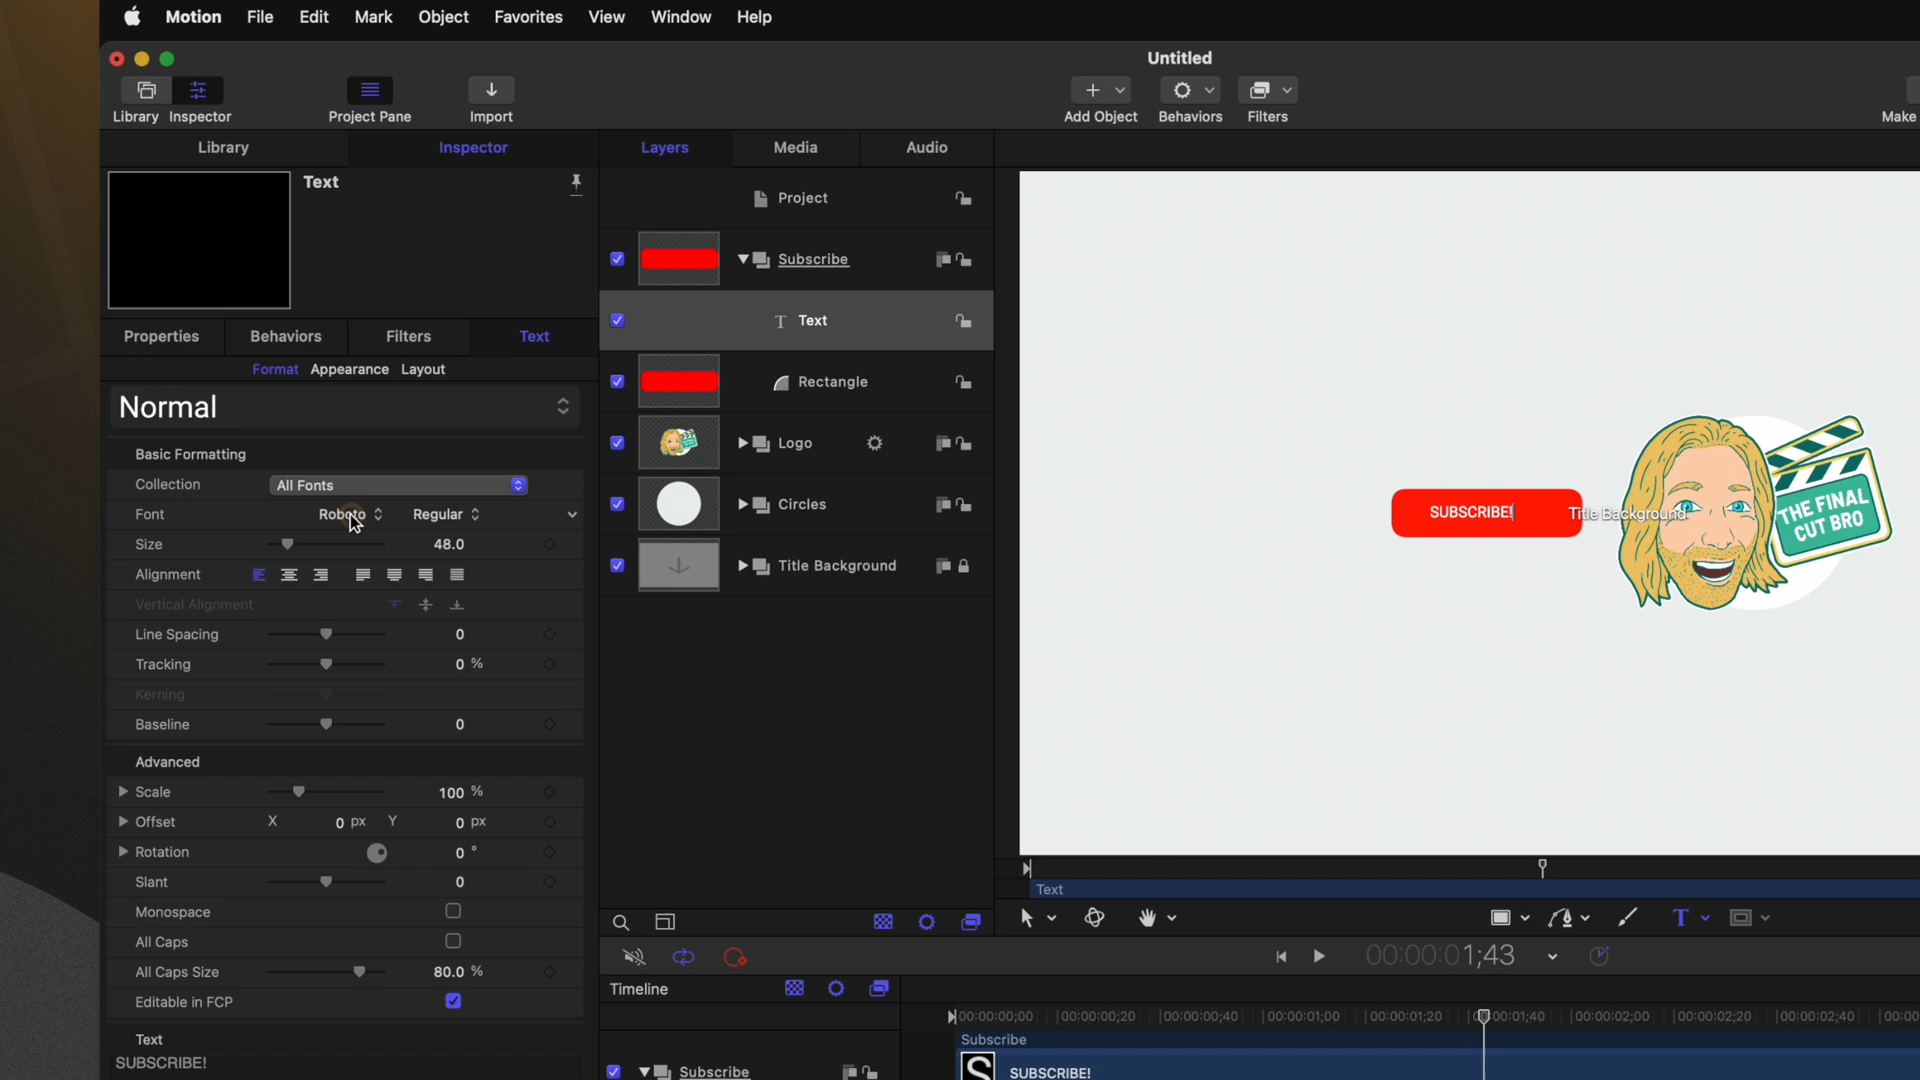 Motion File Edit Mark Object Favorites View Window Help
Untitled
Library Inspector Project Pane Import Add Object Behaviors Filters Make
Library Inspector Layers Media Audio
Text
Project
Subscribe
Text
Rectangle
Logo
Circles
Title Background
Properties Behaviors Filters Text
Format Appearance Layout
Normal
Basic Formatting
Collection All Fonts
Font Roboto Regular
Size 48.0
Alignment
Vertical Alignment
Line Spacing 0
Tracking 0 %
Kerning
Baseline 0
Advanced
Scale 100 %
Offset X 0 px Y 0 px
Rotation 0 °
Slant 0
Monospace
All Caps
All Caps Size 80.0 %
Editable in FCP
Text
SUBSCRIBE!
SUBSCRIBE!
Title Background
THE FINAL
CUT BRO
Text
T
00:00:01;43
Timeline
00:00:00;00 00:00:00;20 00:00:00;40 00:00:01;00 00:00:01;20 00:00:01;40 00:00:02;00 00:00:02;20 00:00:02;40 00:00
Subscribe
Subscribe
S SUBSCRIBE!